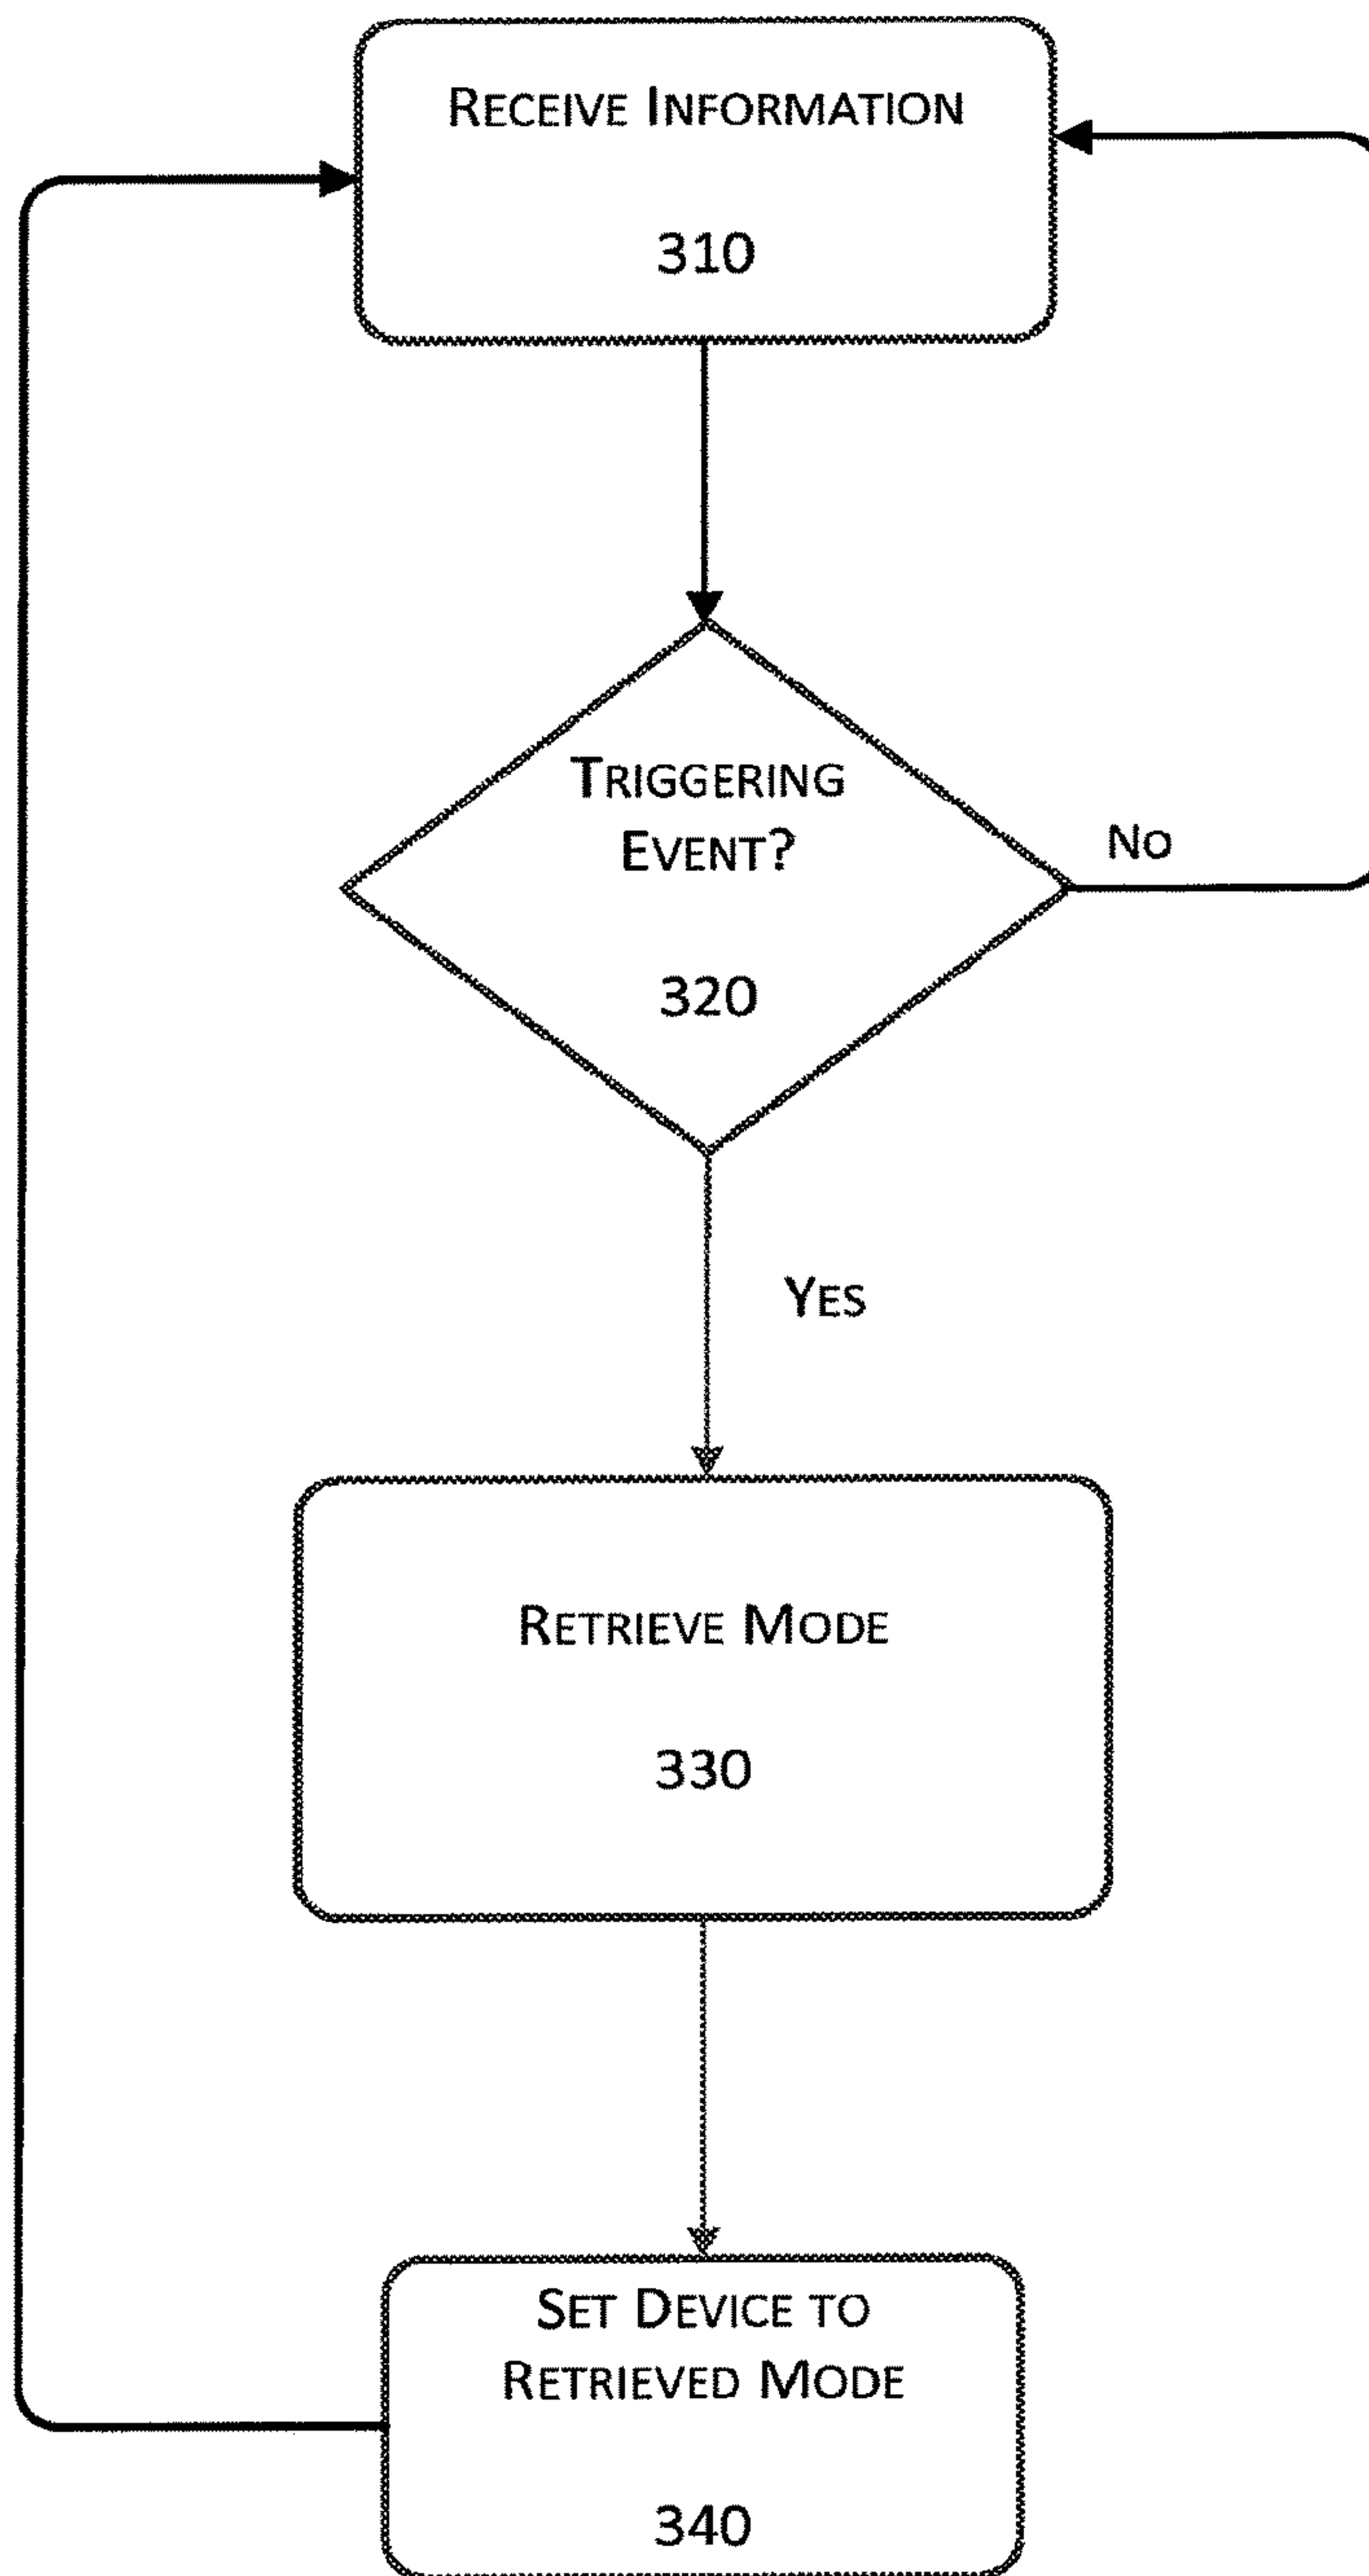 RECEIVE INFORMATION
310
TRIGGERING
EVENT?
320
NO
YES
RETRIEVE MODE
330
SET DEVICE TO
RETRIEVED MODE
340